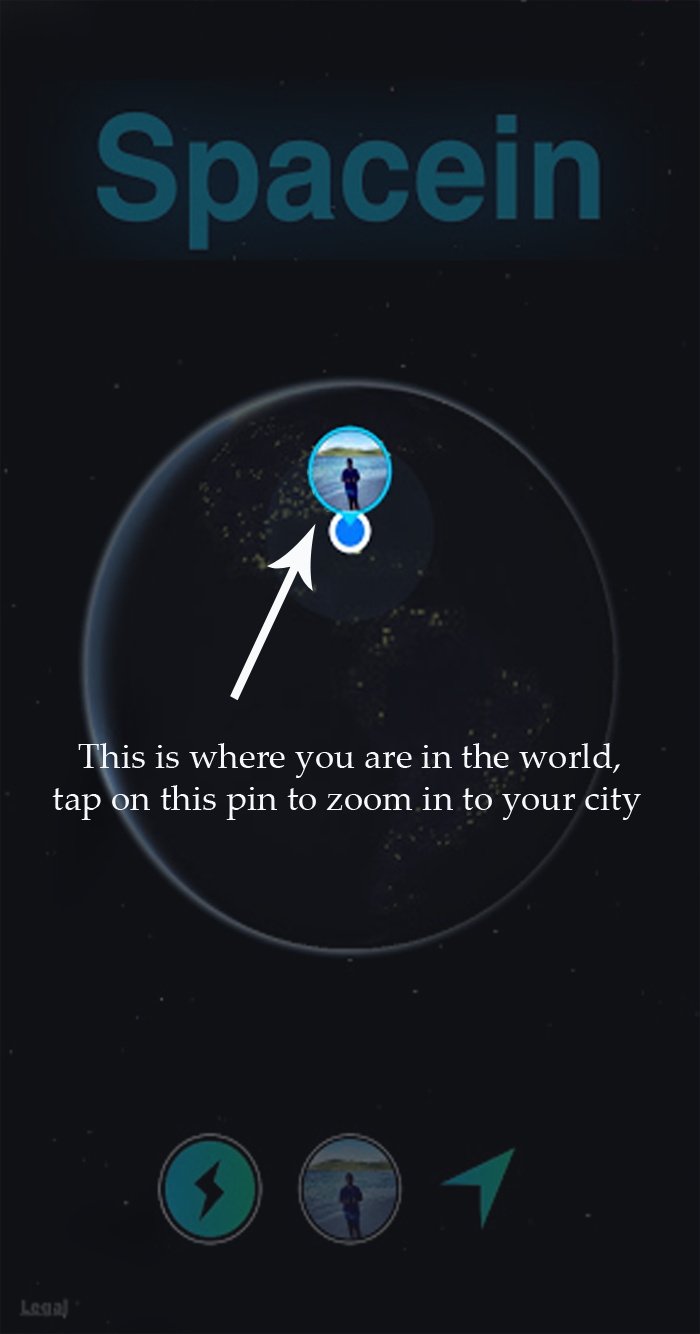 Spacein
This is where you are in the world,
tap on this pin to zoom in to your city
Legal